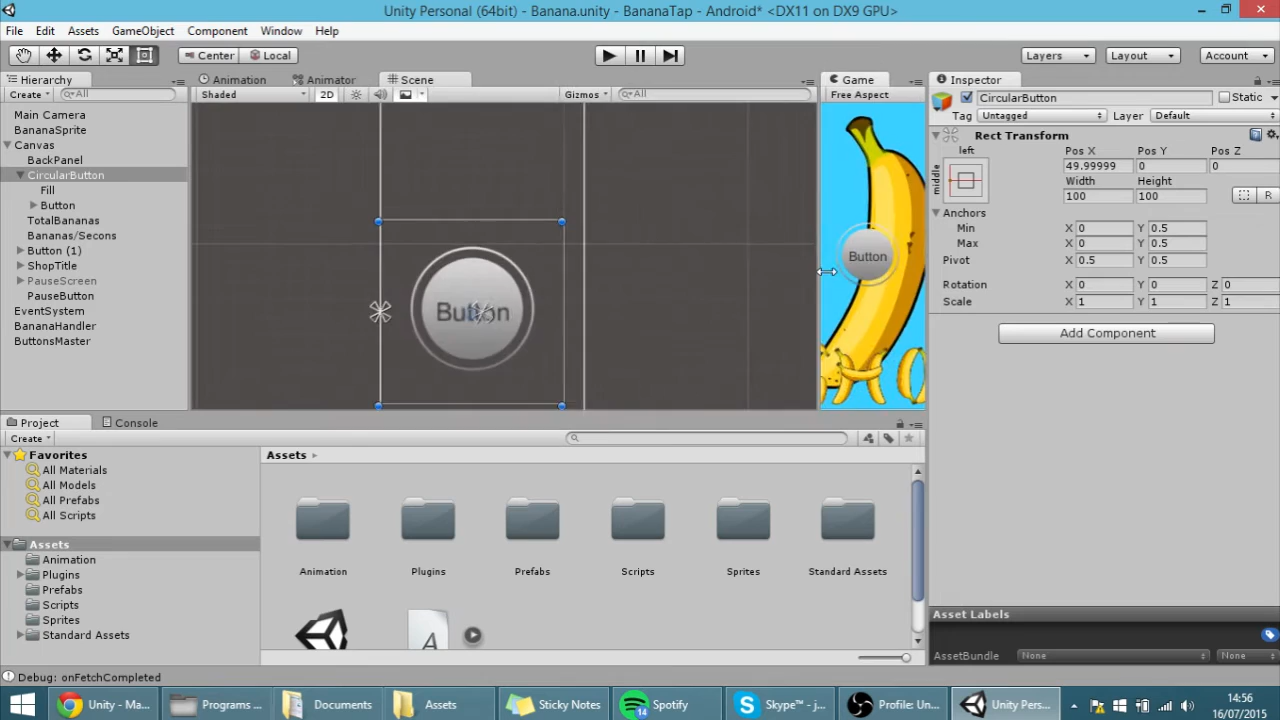 Unity Personal (64bit) - Banana.unity - BananaTap - Android* <DX11 on DX9 GPU>
File Edit Assets GameObject Component Window Help
Center Local Layers Layout Account
Hierarchy Animation Animator Scene Game Inspector
Create All Shaded 2D Gizmos All Free Aspect CircularButton Static
Tag Untagged Layer Default
Main Camera
BananaSprite
Canvas
BackPanel
CircularButton
Fill
Button
TotalBananas
Bananas/Secons
Button (1)
ShopTitle
PauseScreen
PauseButton
EventSystem
BananaHandler
ButtonsMaster
Button
Button
Rect Transform
left Pos X Pos Y Pos Z
middle 49.99999 0 0
Width Height
100 100 R
Anchors
Min X 0 Y 0.5
Max X 0 Y 0.5
Pivot X 0.5 Y 0.5
Rotation X 0 Y 0 Z 0
Scale X 1 Y 1 Z 1
Add Component
Project Console
Create
Favorites
All Materials
All Models
All Prefabs
All Scripts
Assets
Animation
Plugins
Prefabs
Scripts
Sprites
Standard Assets
Assets
Animation Plugins Prefabs Scripts Sprites Standard Assets
A
Asset Labels
AssetBundle None None
Debug: onFetchCompleted
Unity - Ma... Programs ... Documents Assets Sticky Notes 14 Spotify Skype™ - j... Profile: Un... Unity Pers... 14:56
16/07/2015